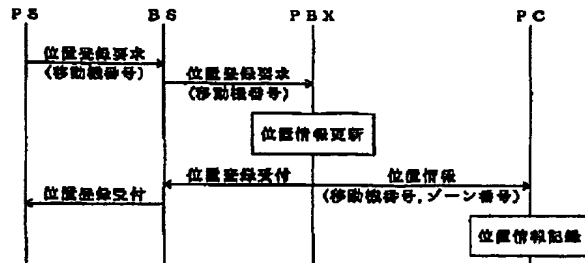 PS BS PBX PC
位置登録要求
(移動機番号)
位置登録要求
(移動機番号)
位置情報更新
位置登録受付 位置情報
位置登録受付 (移動機番号,ゾーン番号)
位置情報記録